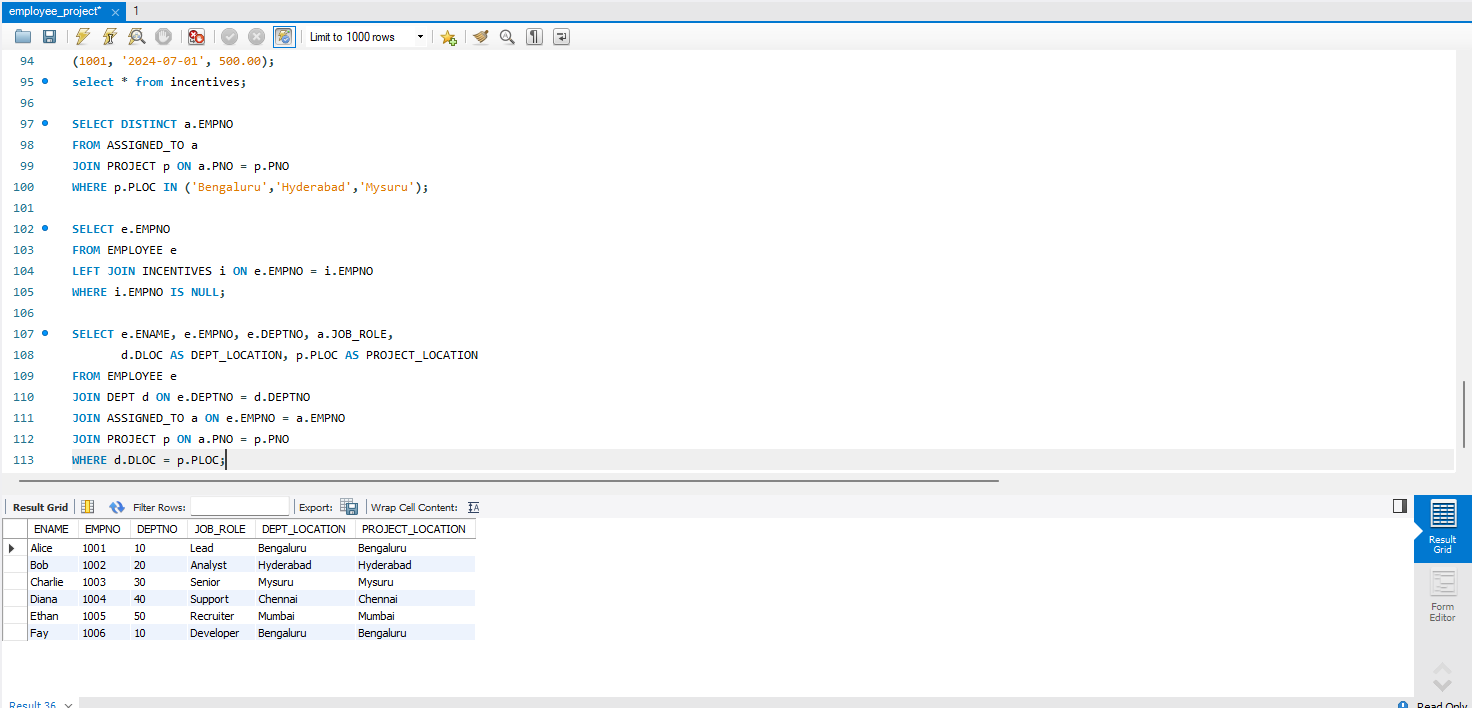 employee_project* × 1
Limit to 1000 rows
94 (1001, '2024-07-01', 500.00);
95 select * from incentives;
96
97 SELECT DISTINCT a.EMPNO
98 FROM ASSIGNED_TO a
99 JOIN PROJECT p ON a.PNO = p.PNO
100 WHERE p.PLOC IN ('Bengaluru','Hyderabad','Mysuru');
101
102 SELECT e.EMPNO
103 FROM EMPLOYEE e
104 LEFT JOIN INCENTIVES i ON e.EMPNO = i.EMPNO
105 WHERE i.EMPNO IS NULL;
106
107 SELECT e.ENAME, e.EMPNO, e.DEPTNO, a.JOB_ROLE,
108 d.DLOC AS DEPT_LOCATION, p.PLOC AS PROJECT_LOCATION
109 FROM EMPLOYEE e
110 JOIN DEPT d ON e.DEPTNO = d.DEPTNO
111 JOIN ASSIGNED_TO a ON e.EMPNO = a.EMPNO
112 JOIN PROJECT p ON a.PNO = p.PNO
113 WHERE d.DLOC = p.PLOC;
Result Grid Filter Rows: Export: Wrap Cell Content:
ENAME EMPNO DEPTNO JOB_ROLE DEPT_LOCATION PROJECT_LOCATION
Alice 1001 10 Lead Bengaluru Bengaluru
Bob 1002 20 Analyst Hyderabad Hyderabad
Charlie 1003 30 Senior Mysuru Mysuru
Diana 1004 40 Support Chennai Chennai
Ethan 1005 50 Recruiter Mumbai Mumbai
Fay 1006 10 Developer Bengaluru Bengaluru
Result
Grid
Form
Editor
Result 36
Read Only